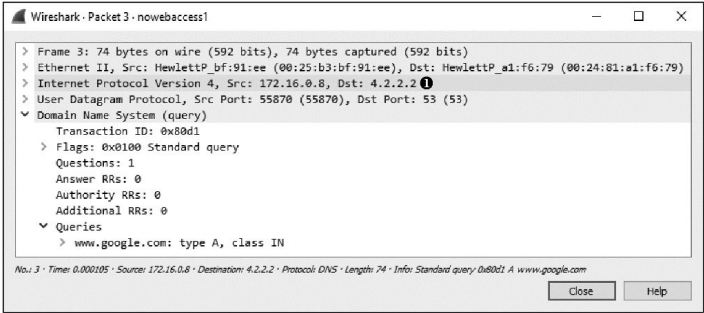 Wireshark · Packet 3 · nowebaccess1
> Frame 3: 74 bytes on wire (592 bits), 74 bytes captured (592 bits)
> Ethernet II, Src: HewlettP_bf:91:ee (00:25:b3:bf:91:ee), Dst: HewlettP_a1:f6:79 (00:24:81:a1:f6:79)
> Internet Protocol Version 4, Src: 172.16.0.8, Dst: 4.2.2.2 ❶
> User Datagram Protocol, Src Port: 55870 (55870), Dst Port: 53 (53)
Domain Name System (query)
Transaction ID: 0x80d1
> Flags: 0x0100 Standard query
Questions: 1
Answer RRs: 0
Authority RRs: 0
Additional RRs: 0
Queries
> www.google.com: type A, class IN
No.: 3 · Time: 0.000105 · Source: 172.16.0.8 · Destination: 4.2.2.2 · Protocol: DNS · Length: 74 · Info: Standard query 0x80d1 A www.google.com
Close Help